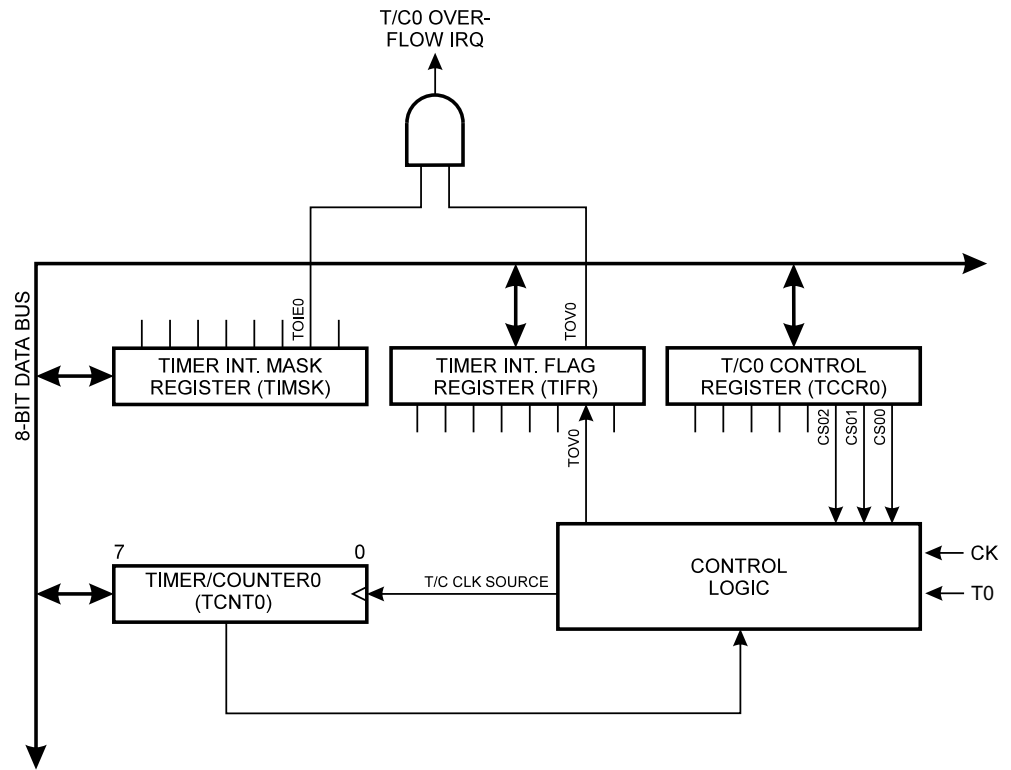 T/C0 OVER-
FLOW IRQ
8-BIT DATA BUS
TOIE0
TOV0
TIMER INT. MASK
REGISTER (TIMSK)
TIMER INT. FLAG
REGISTER (TIFR)
T/C0 CONTROL
REGISTER (TCCR0)
TOV0
CS02
CS01
CS00
7
0
TIMER/COUNTER0
(TCNT0)
T/C CLK SOURCE
CONTROL
LOGIC
CK
T0